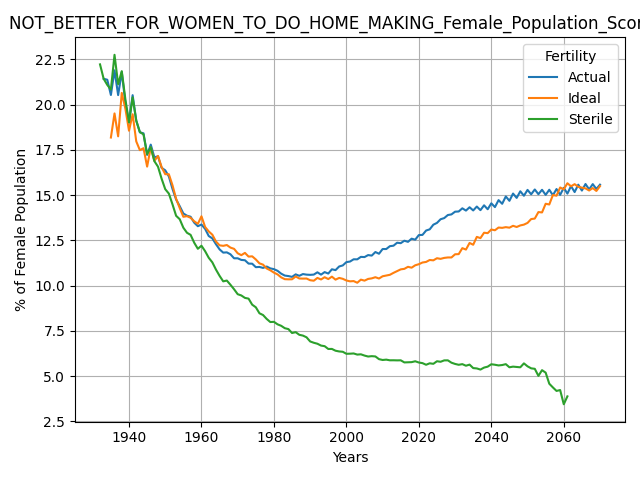 NOT_BETTER_FOR_WOMEN_TO_DO_HOME_MAKING_Female_Population_Scor
Fertility
Actual
Ideal
Sterile
% of Female Population
22.5
20.0
17.5
15.0
12.5
10.0
7.5
5.0
2.5
1940 1960 1980 2000 2020 2040 2060
Years